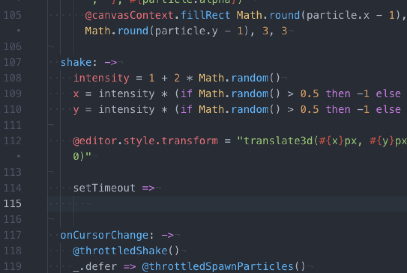 ", "}, #{particle.alpha})"
105 @canvasContext.fillRect Math.round(particle.x - 1),
Math.round(particle.y - 1), 3, 3
106
107 shake: ->
108 intensity = 1 + 2 * Math.random()
109 x = intensity * (if Math.random() > 0.5 then -1 else
110 y = intensity * (if Math.random() > 0.5 then -1 else
111
112 @editor.style.transform = "translate3d(#{x}px, #{y}px
0)"
113
114 setTimeout =>
115
116
117 onCursorChange: ->
118 @throttledShake()
119 _.defer => @throttledSpawnParticles()